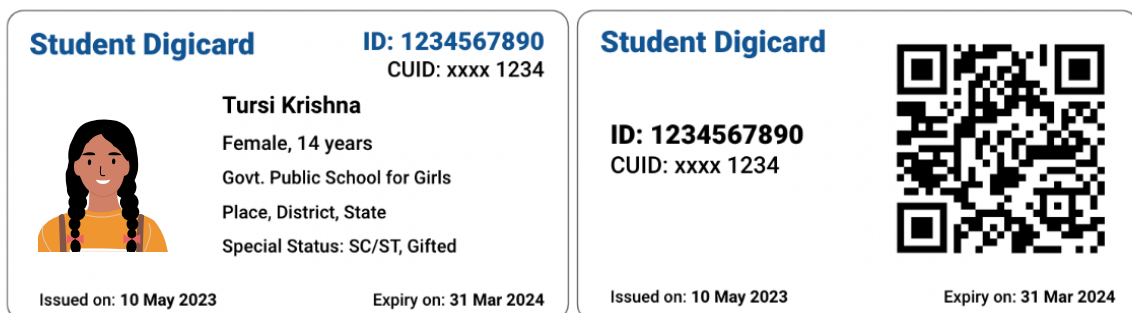 Student Digicard
ID: 1234567890
CUID: xxxx 1234
Tursi Krishna
Female, 14 years
Govt. Public School for Girls
Place, District, State
Special Status: SC/ST, Gifted
Issued on: 10 May 2023
Expiry on: 31 Mar 2024
Student Digicard
ID: 1234567890
CUID: xxxx 1234
Issued on: 10 May 2023
Expiry on: 31 Mar 2024